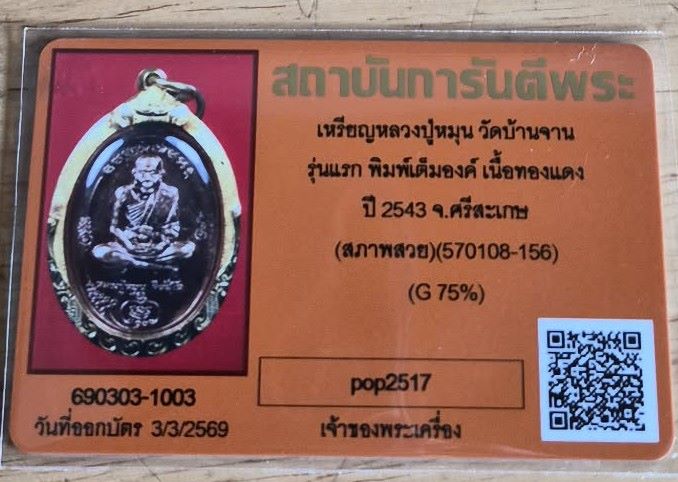 สถาบันการันตีพระ
เหรียญหลวงปู่หมุน วัดบ้านจาน
รุ่นแรก พิมพ์เต็มองค์ เนื้อทองแดง
ปี 2543 จ.ศรีสะเกษ
(สภาพสวย)(570108-156)
(G 75%)
690303-1003
วันที่ออกบัตร 3/3/2569
pop2517
เจ้าของพระเครื่อง